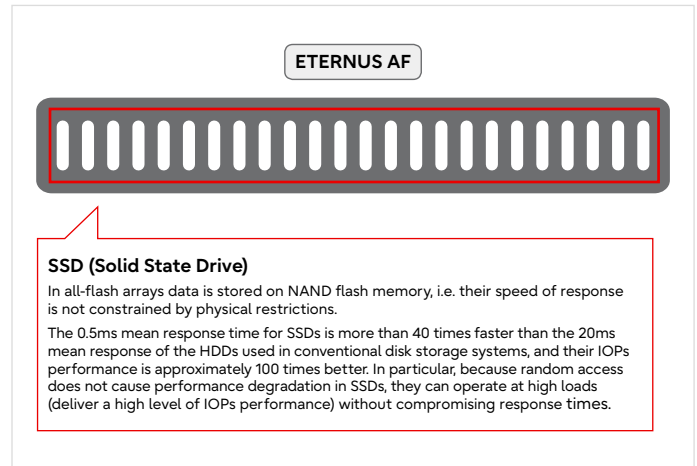 ETERNUS AF
SSD (Solid State Drive)
In all-flash arrays data is stored on NAND flash memory, i.e. their speed of response
is not constrained by physical restrictions.
The 0.5ms mean response time for SSDs is more than 40 times faster than the 20ms
mean response of the HDDs used in conventional disk storage systems, and their IOPs
performance is approximately 100 times better. In particular, because random access
does not cause performance degradation in SSDs, they can operate at high loads
(deliver a high level of IOPs performance) without compromising response times.